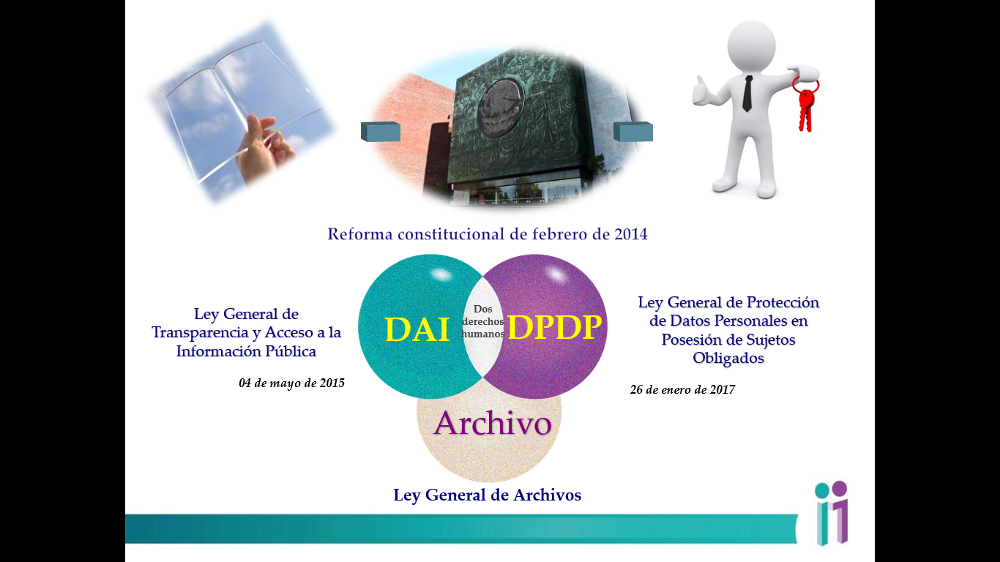 Reforma constitucional de febrero de 2014
Ley General de
Transparencia y Acceso a la
Información Pública
04 de mayo de 2015
DAI
Dos
derechos
humanos
DPDP
Ley General de Protección
de Datos Personales en
Posesión de Sujetos
Obligados
26 de enero de 2017
Archivo
Ley General de Archivos